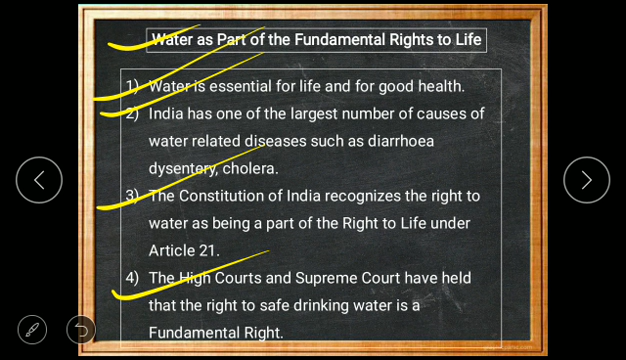 Water as Part of the Fundamental Rights to Life
1) Water is essential for life and for good health.
2) India has one of the largest number of causes of
water related diseases such as diarrhoea
dysentery, cholera.
3) The Constitution of India recognizes the right to
water as being a part of the Right to Life under
Article 21.
4) The High Courts and Supreme Court have held
that the right to safe drinking water is a
Fundamental Right.